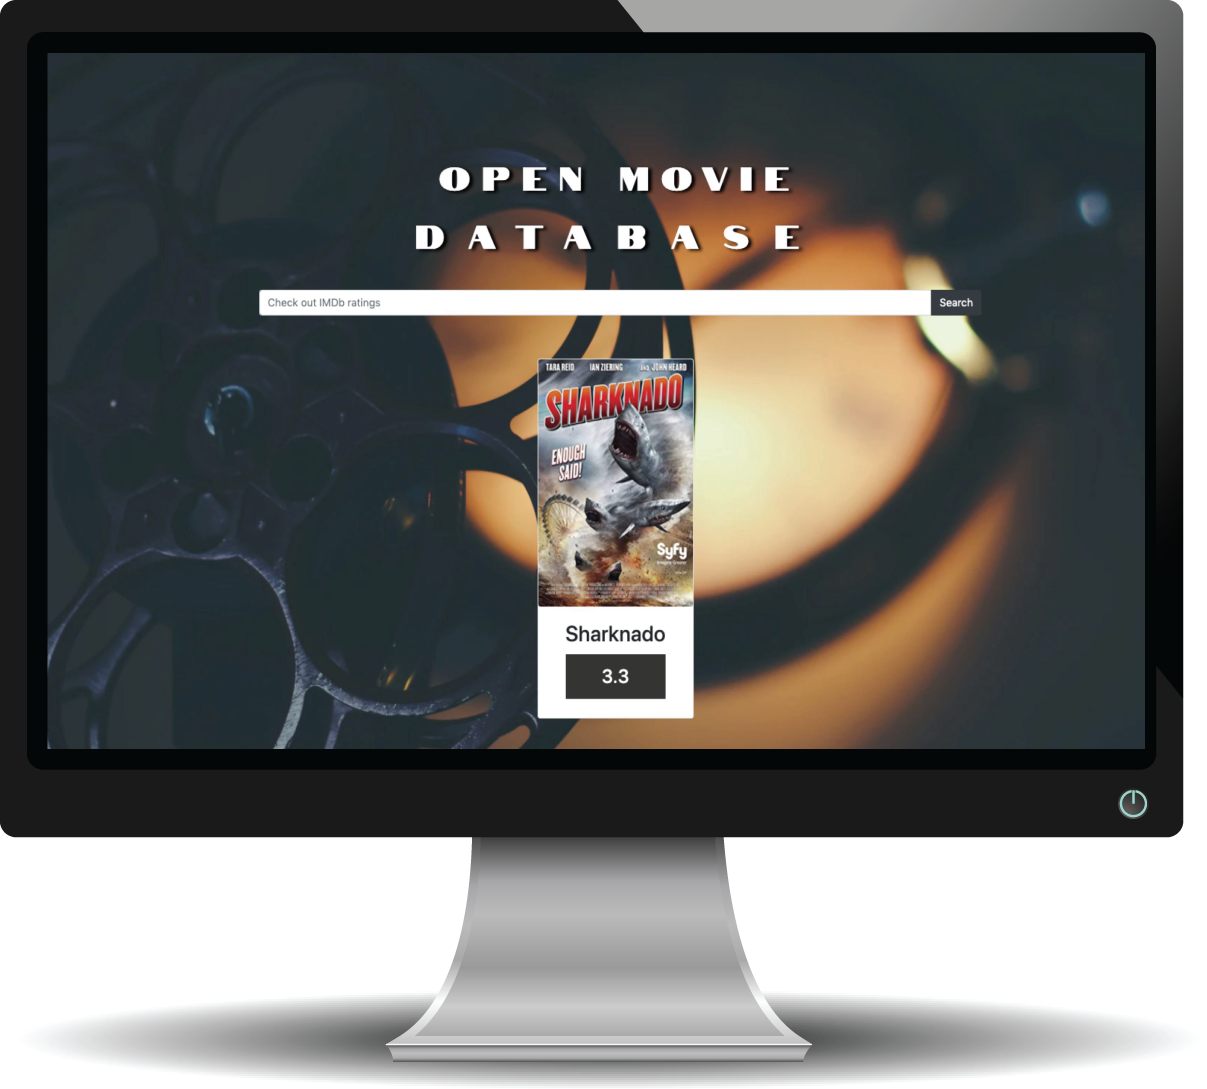 OPEN MOVIE
DATABASE
Check out IMDb ratings
Search
TARA REID IAN ZIERING AND JOHN HEARD
SHARKNADO
ENOUGH
SAID!
Syfy
Sharknado
3.3